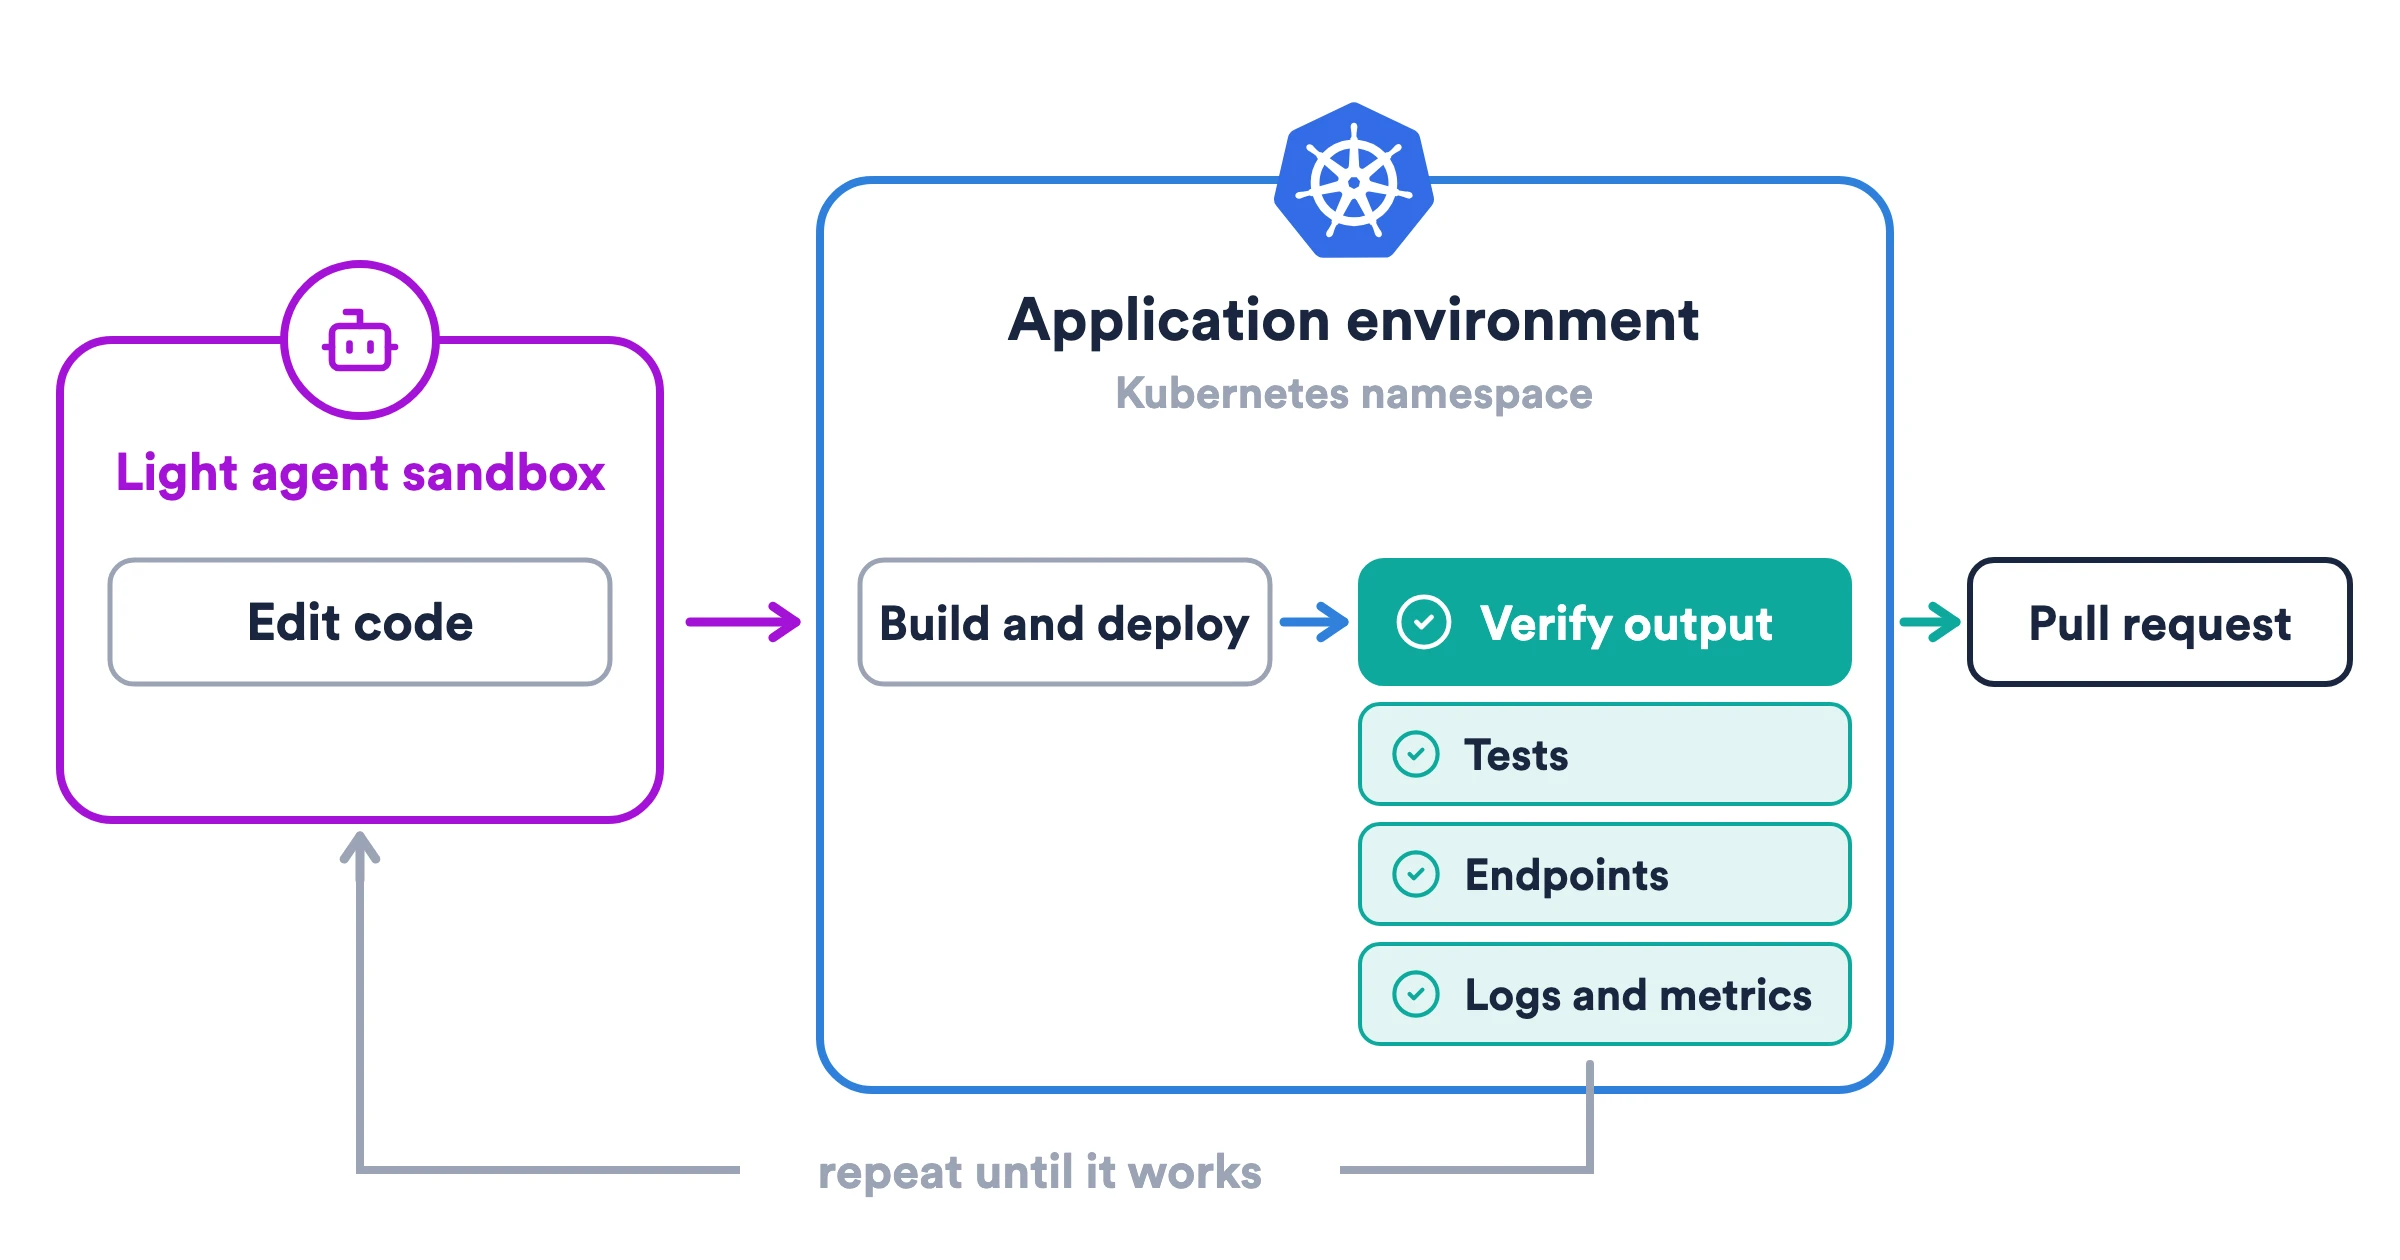 Light agent sandbox
Edit code
Application environment
Kubernetes namespace
Build and deploy
Verify output
Tests
Endpoints
Logs and metrics
Pull request
repeat until it works